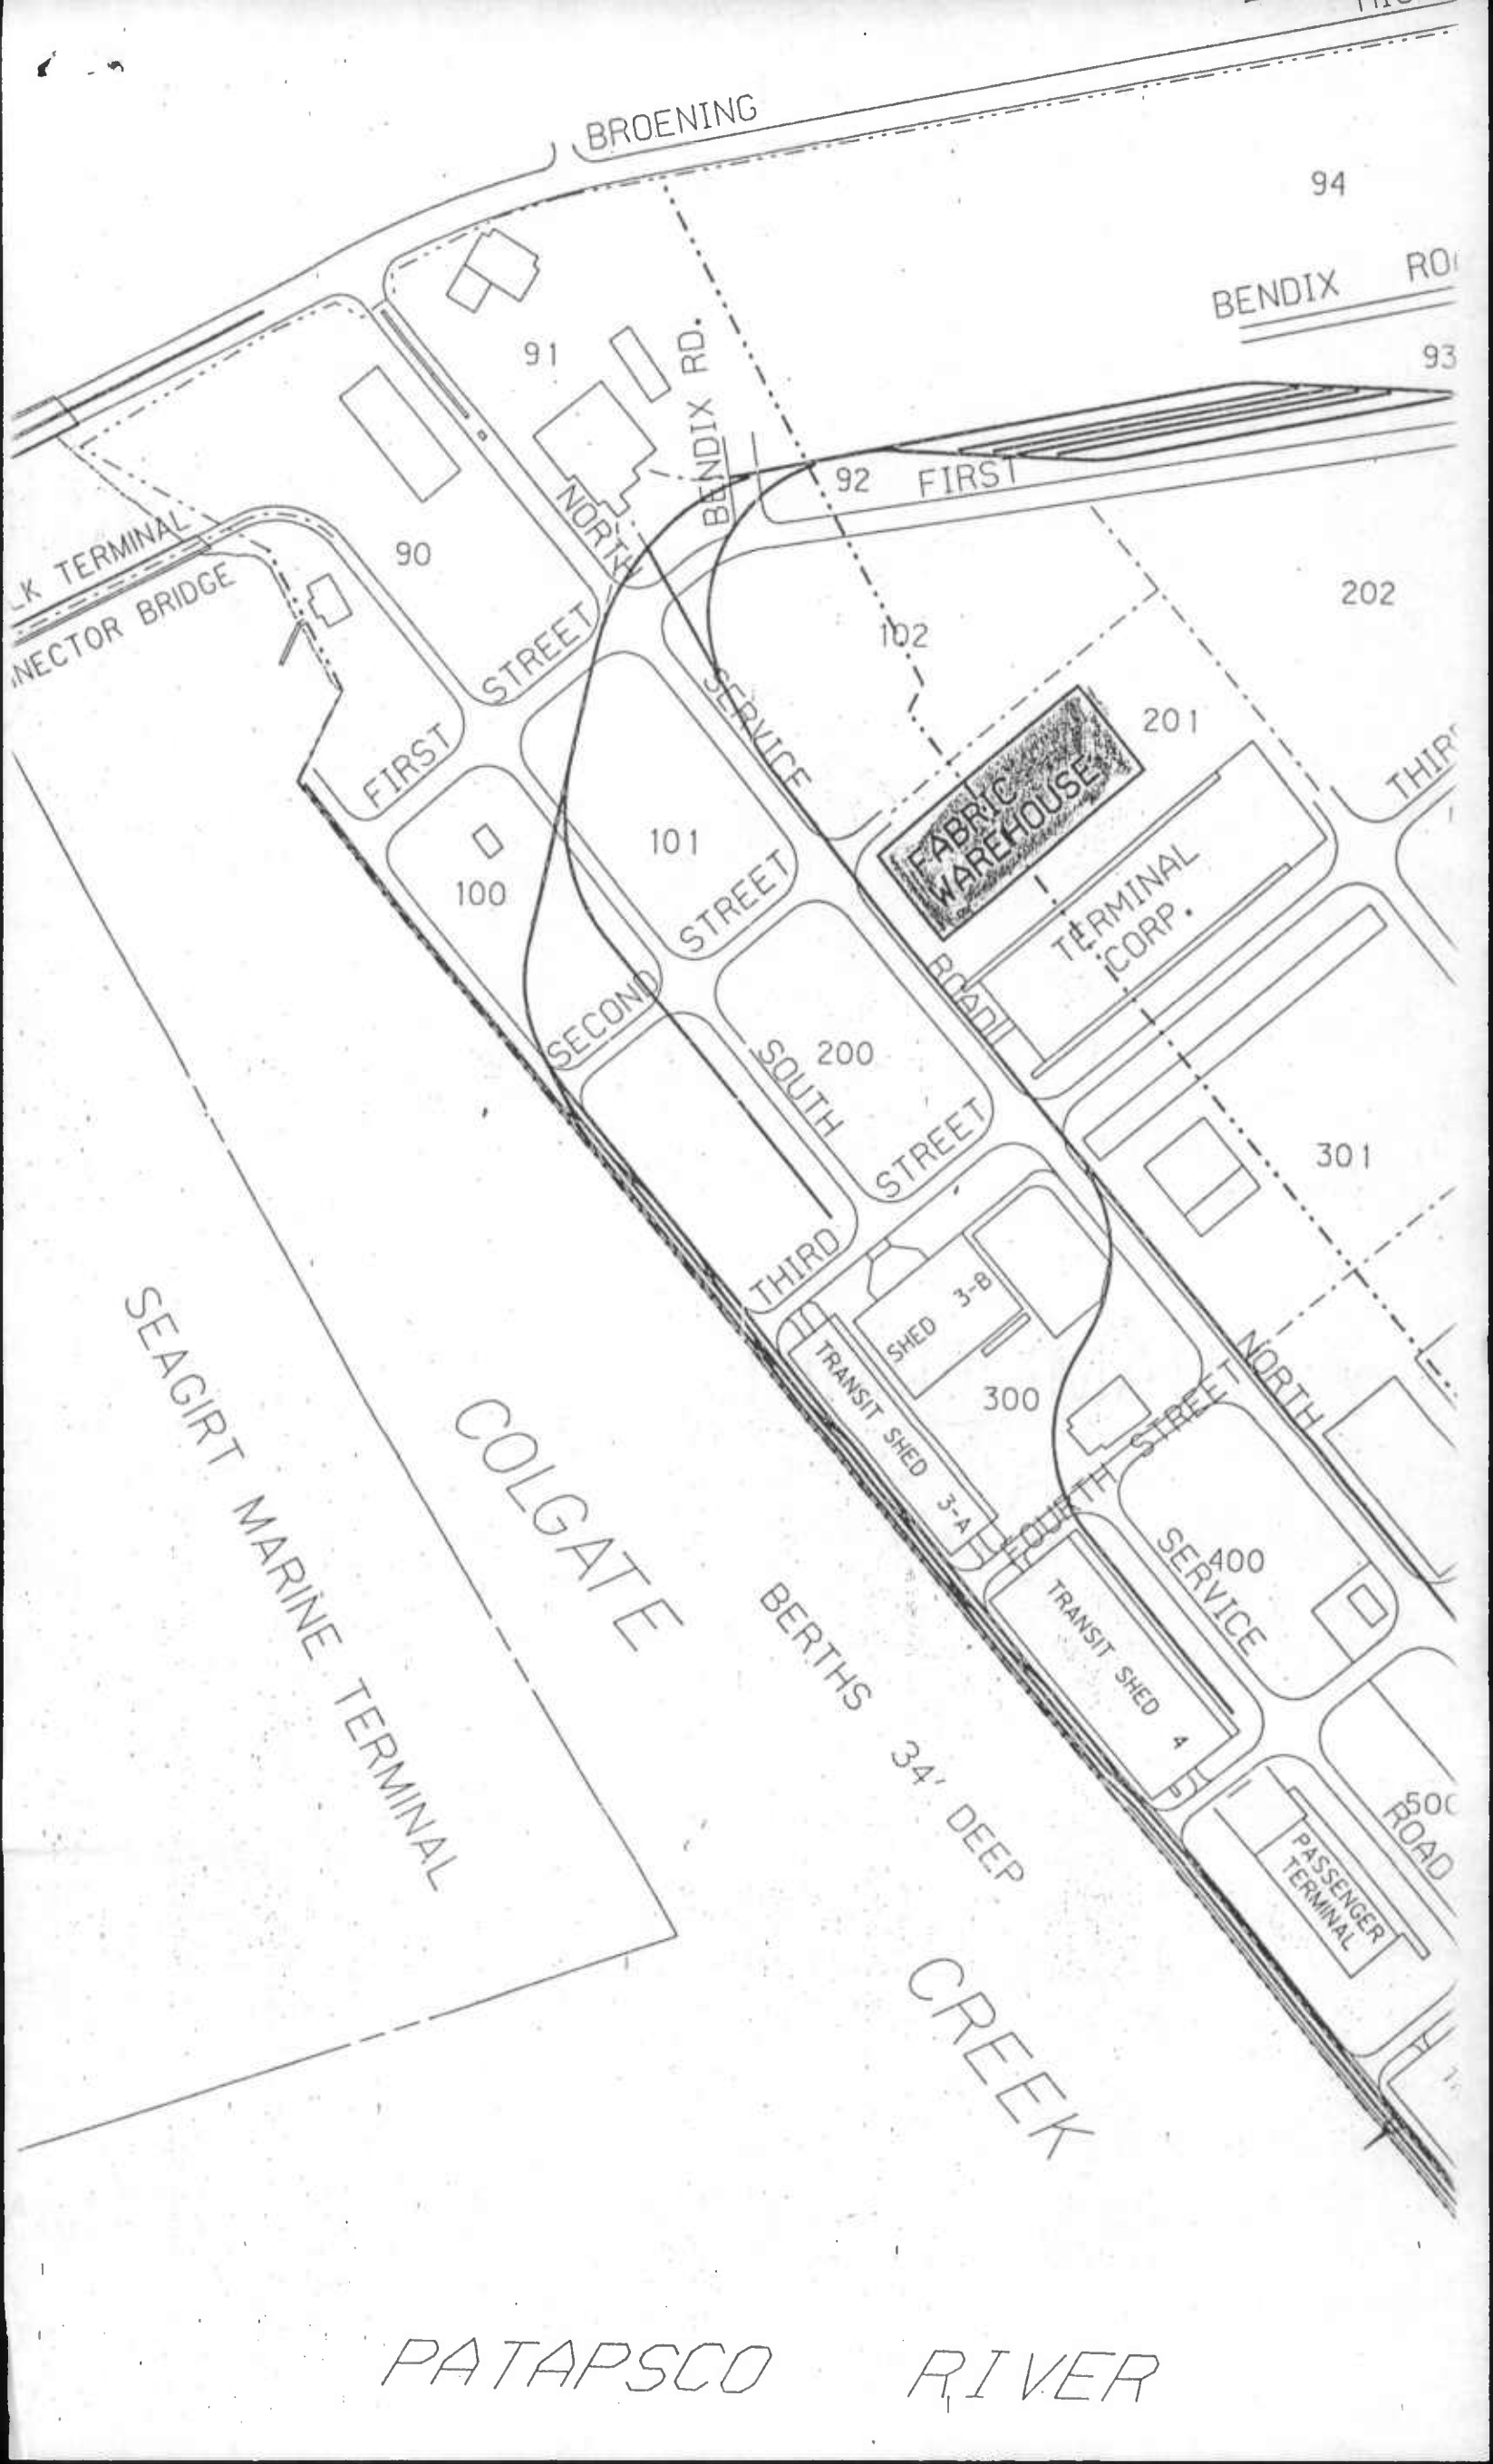 BROENING
94
BENDIX
91
BENDIX RD.
93
92
FIRST
NORTH
TERMINAL
BRIDGE
90
STREET
FIRST
102
202
SERVICE
201
FABRIC
WAREHOUSE
101
100
STREET
TERMINAL
CORP.
ROAD
SECOND
SOUTH
200
STREET
THIRD
301
SHED 3-B
TRANSIT SHED 3-A
300
NORTH
FOURTH STREET
SERVICE
400
TRANSIT SHED 4
ROAD
PASSENGER
TERMINAL
SEAGIRT MARINE TERMINAL
COLGATE
BERTHS 34' DEEP
CREEK
PATAPSCO RIVER